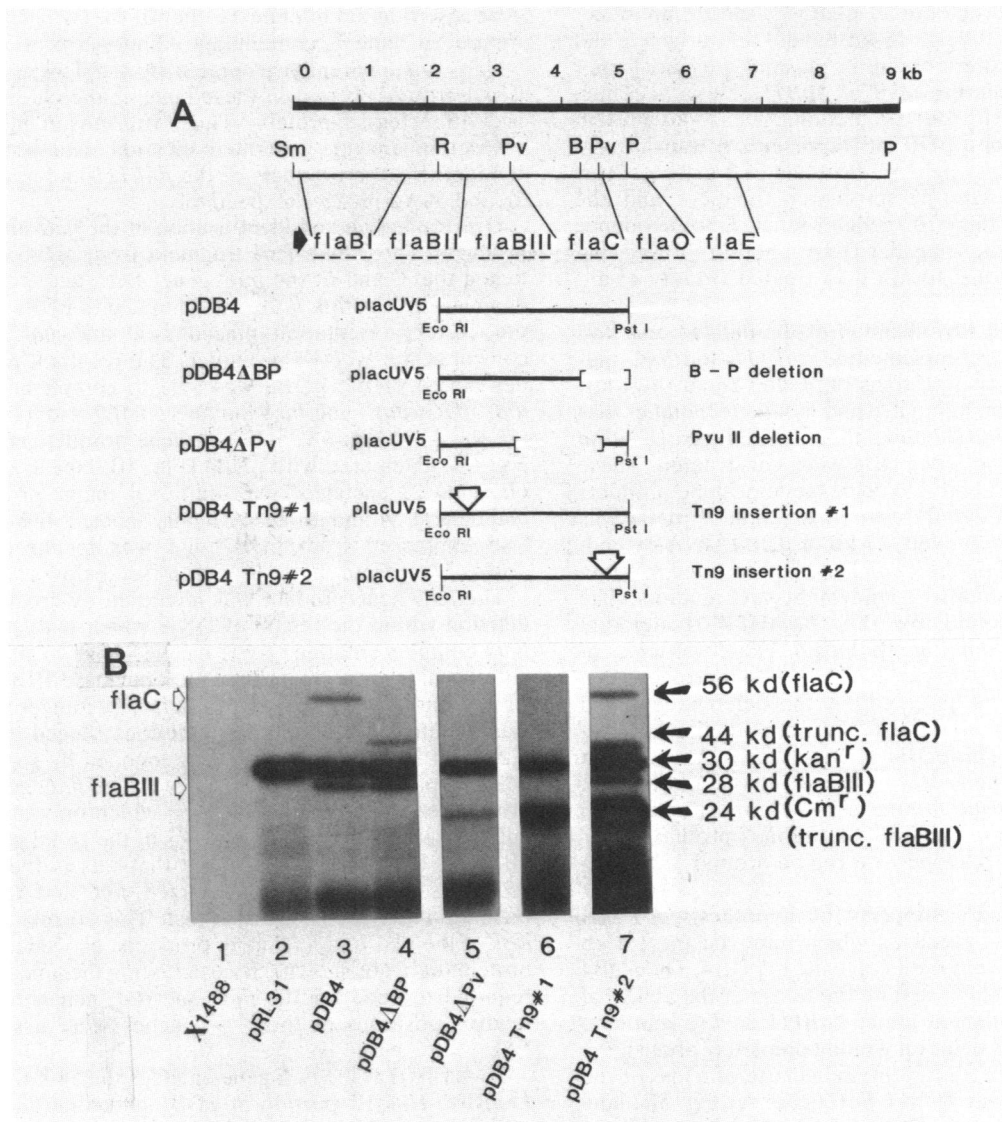 0 1 2 3 4 5 6 7 8 9 kb
A
Sm R Pv B Pv P P
flaBI flaBII flaBIII flaC flaO flaE
pDB4 placUV5
Eco RI Pst I
pDB4ΔBP placUV5 B - P deletion
Eco RI Pst I
pDB4ΔPv placUV5 Pvu II deletion
Eco RI Pst I
pDB4 Tn9#1 placUV5 Tn9 insertion #1
Eco RI Pst I
pDB4 Tn9#2 placUV5 Tn9 insertion #2
Eco RI Pst I
B
flaC
flaBIII
56 kd (flaC)
44 kd (trunc. flaC)
30 kd (kanʳ)
28 kd (flaBIII)
24 kd (Cmʳ)
(trunc. flaBIII)
1 2 3 4 5 6 7
X1488
pRL31
pDB4
pDB4ΔBP
pDB4ΔPv
pDB4 Tn9#1
pDB4 Tn9#2